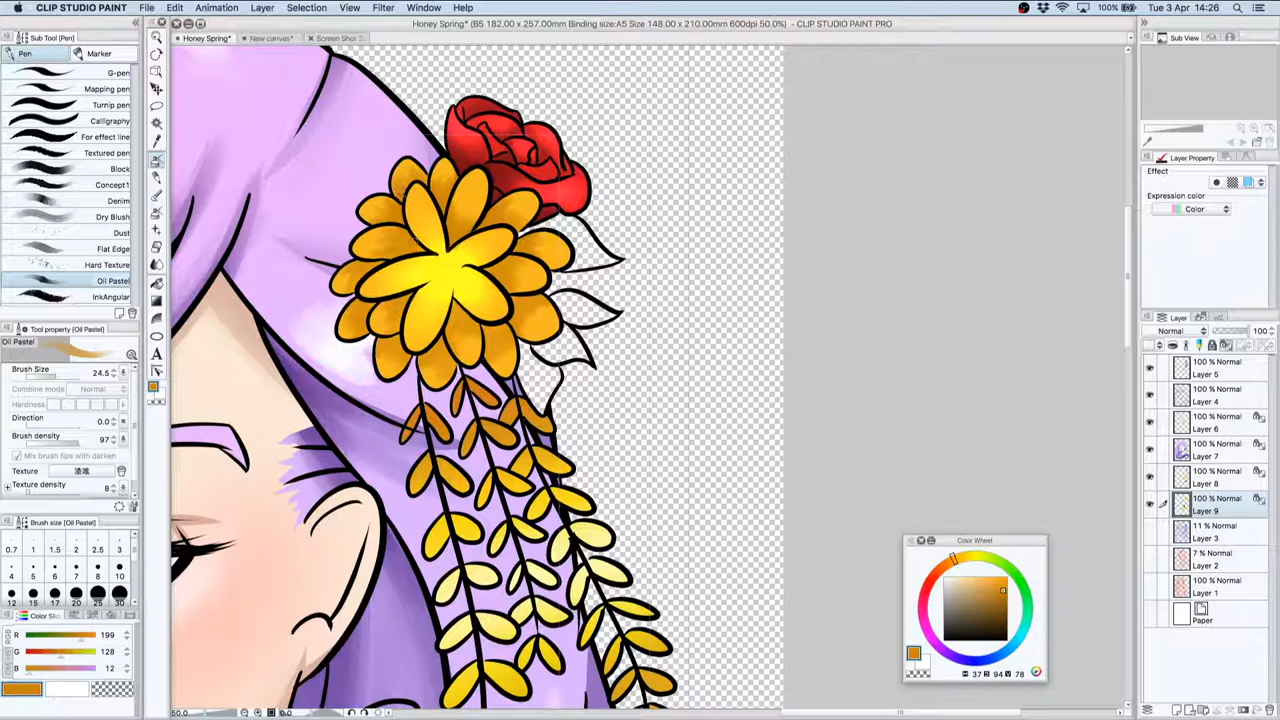 File Edit Animation Layer Selection View Filter Window Help 100% Tue 3 Apr 14:26
Honey Spring* (B5 182.00 x 257.00mm Binding size:A5 Size 148.00 x 210.00mm 600dpi 50.0%) - CLIP STUDIO PAINT PRO
Sub Tool [Pen]
Honey Spring*
New canvas*
Screen Shot 2
Sub View
Pen
Marker
G-pen
Mapping pen
Turnip pen
Calligraphy
For effect line
Textured pen
Block
Concept1
Denim
Dry Blush
Dust
Flat Edge
Hard Texture
Oil Pastel
InkAngular
Tool property [Oil Pastel]
Oil Pastel
Brush Size 24.5
Combine mode Normal
Hardness
Direction 0.0
Brush density 97
Mix brush tips with darken
Texture
Texture density 8
Brush size [Oil Pastel]
0.7 1 1.5 2 2.5 3
4 5 6 7 8 10
12 15 17 20 25 30
Color Sli
R 199
G 128
B 12
50.0
0.0
Layer Property
Effect
Expression color
Color
Layer
Normal 100
100 % Normal
Layer 5
100 % Normal
Layer 4
100 % Normal
Layer 6
100 % Normal
Layer 7
100 % Normal
Layer 8
100 % Normal
Layer 9
11 % Normal
Layer 3
7 % Normal
Layer 2
100 % Normal
Layer 1
Paper
Color Wheel
H 37 S 94 V 78